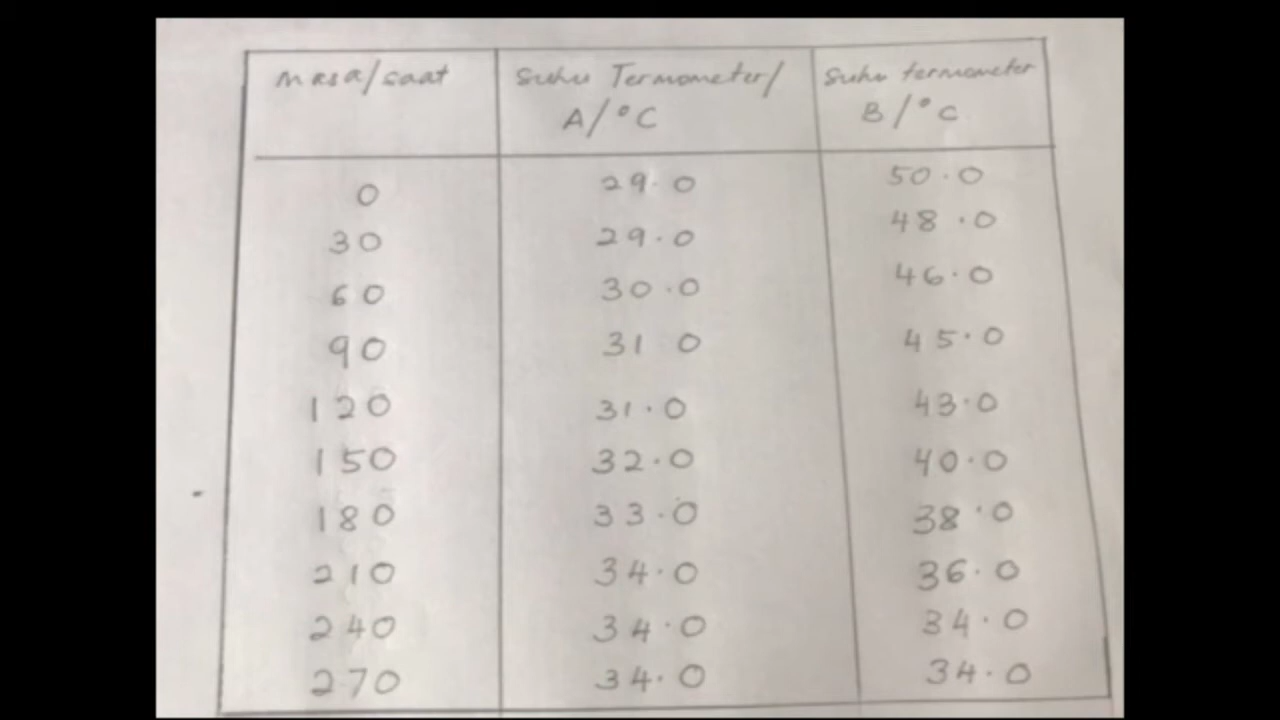 Masa/saat Suhu Termometer/ Suhu termometer
A/°C B/°C
0 29.0 50.0
30 29.0 48.0
60 30.0 46.0
90 31 0 45.0
120 31.0 43.0
150 32.0 40.0
180 33.0 38.0
210 34.0 36.0
240 34.0 34.0
270 34.0 34.0